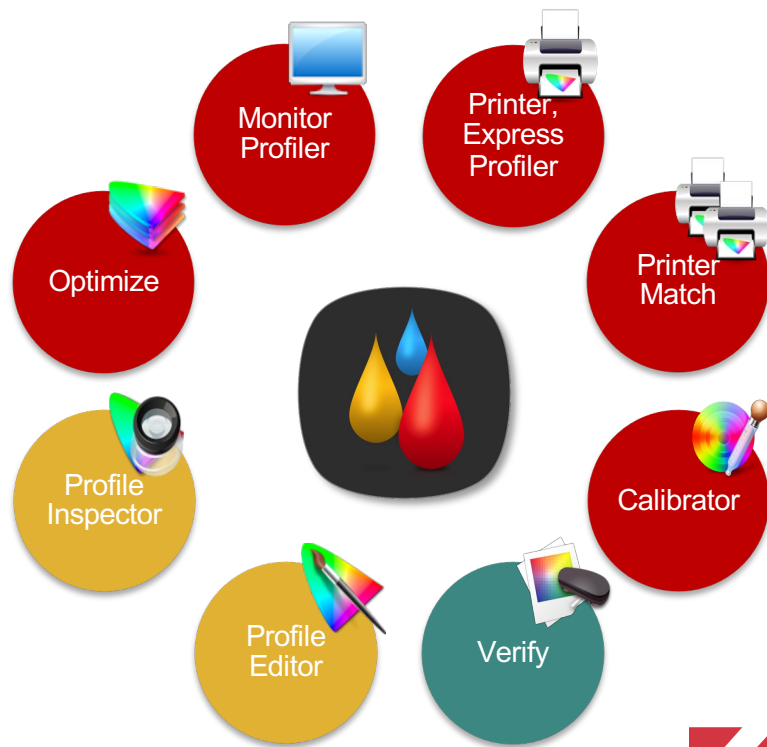 Monitor
Profiler
Printer,
Express
Profiler
Optimize
Printer
Match
Profile
Inspector
Calibrator
Profile
Editor
Verify